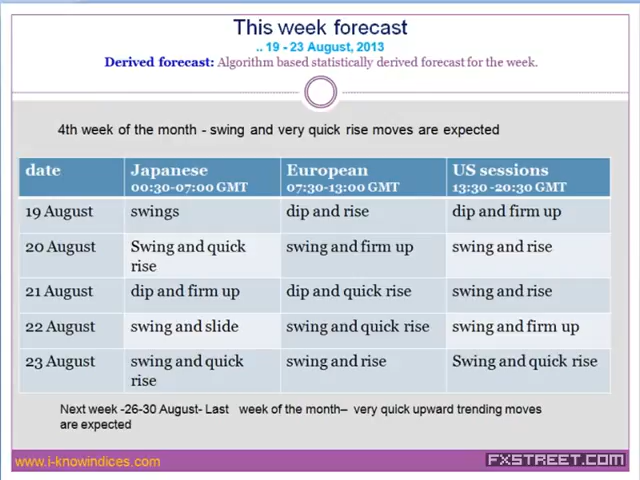 This week forecast
.. 19 - 23 August, 2013
Derived forecast: Algorithm based statistically derived forecast for the week.
4th week of the month - swing and very quick rise moves are expected
date Japanese European US sessions
00:30-07:00 GMT 07:30-13:00 GMT 13:30 -20:30 GMT
19 August swings dip and rise dip and firm up
20 August Swing and quick swing and firm up swing and rise
rise
21 August dip and firm up dip and quick rise swing and rise
22 August swing and slide swing and quick rise swing and firm up
23 August swing and quick swing and rise Swing and quick rise
rise
Next week -26-30 August- Last week of the month– very quick upward trending moves
are expected
www.i-knowindices.com FXSTREET.COM